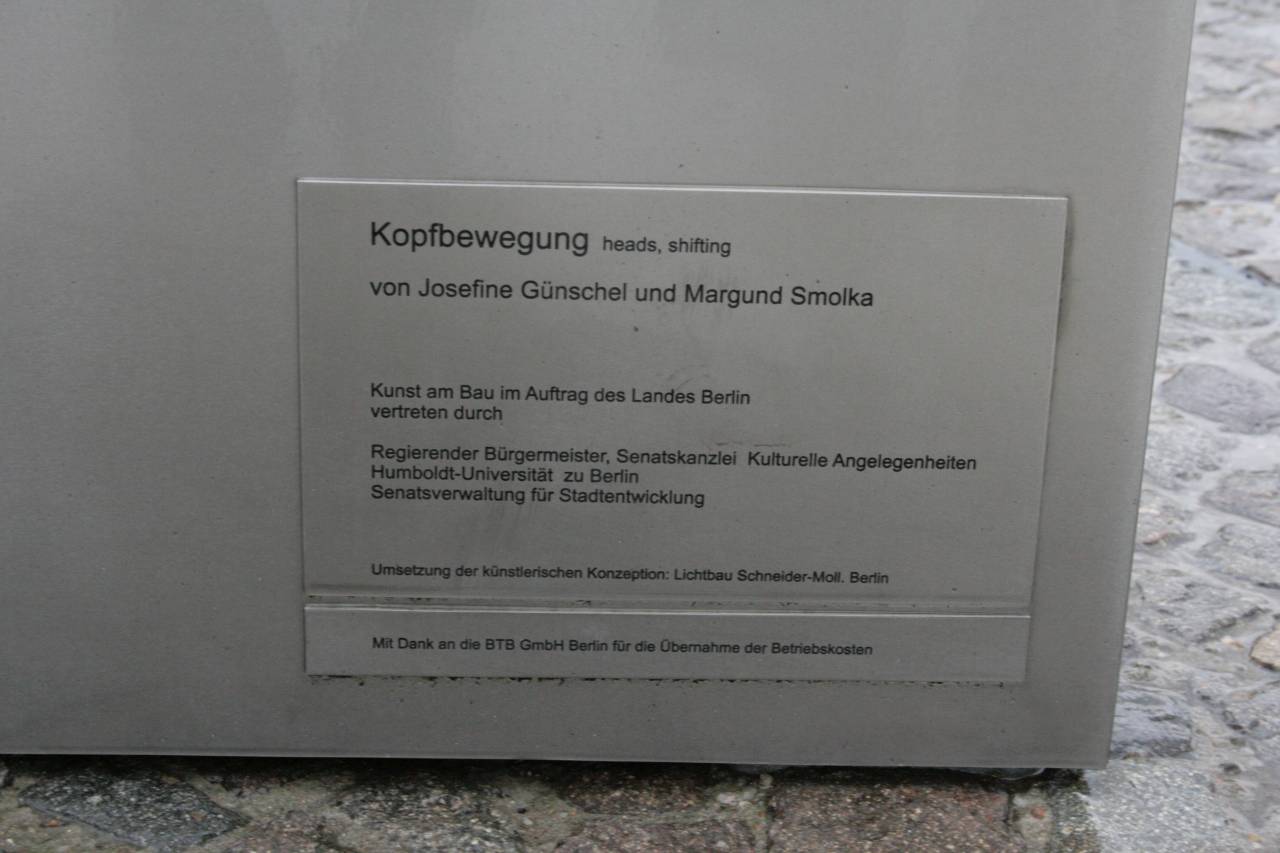 Kopfbewegung heads, shifting
von Josefine Günschel und Margund Smolka
Kunst am Bau im Auftrag des Landes Berlin
vertreten durch
Regierender Bürgermeister, Senatskanzlei Kulturelle Angelegenheiten
Humboldt-Universität zu Berlin
Senatsverwaltung für Stadtentwicklung
Umsetzung der künstlerischen Konzeption: Lichtbau Schneider-Moll. Berlin
Mit Dank an die BTB GmbH Berlin für die Übernahme der Betriebskosten